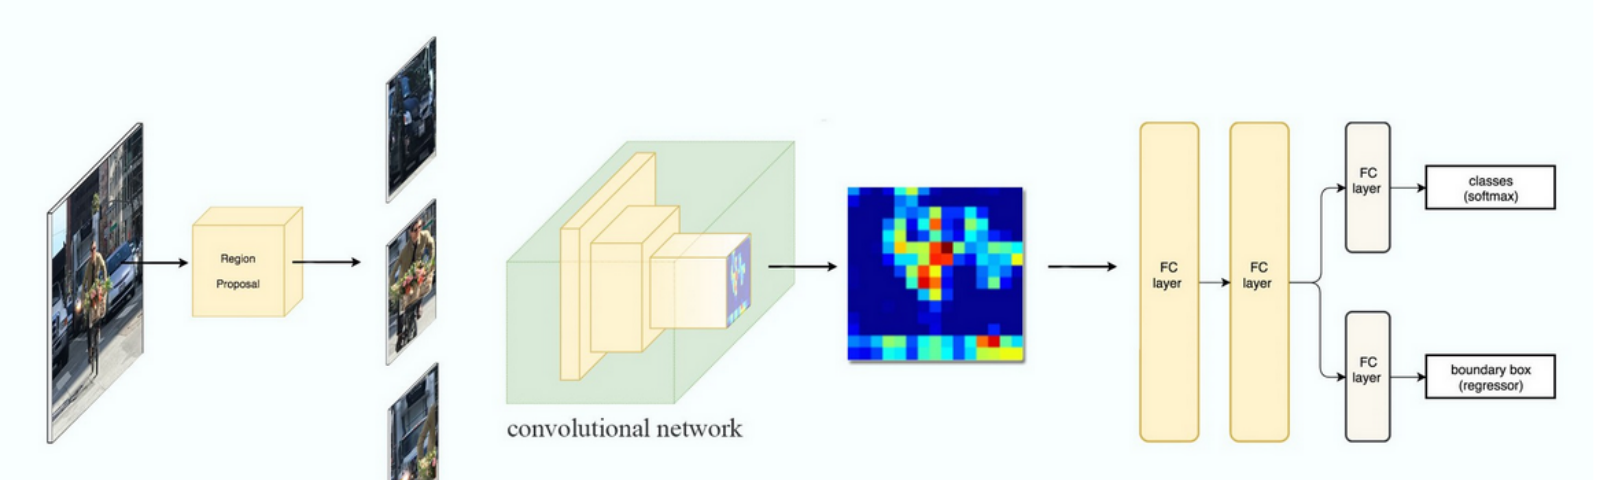 Region
Proposal
convolutional network
FC
layer
FC
layer
FC
layer
classes
(softmax)
FC
layer
boundary box
(regressor)